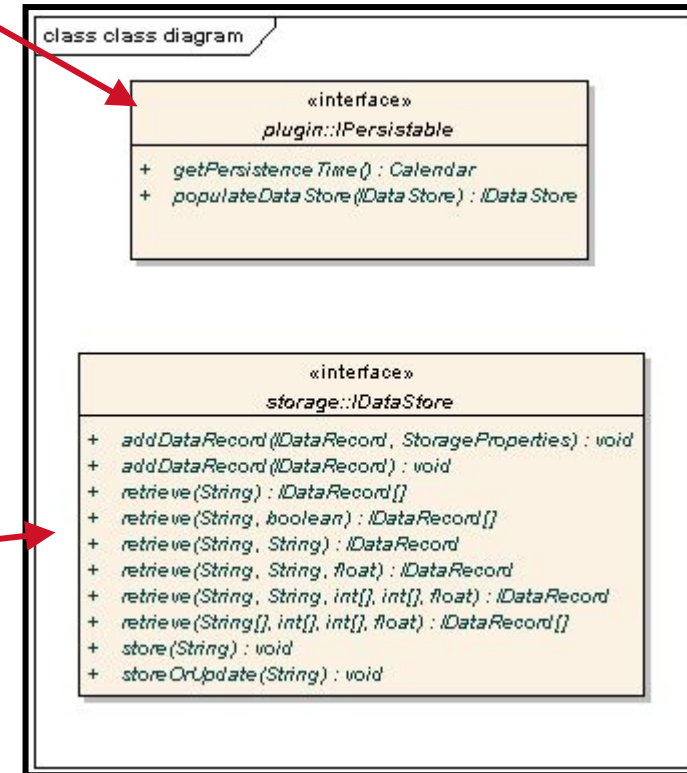 class class diagram
«interface»
plugin::IPersistable
+ getPersistenceTime() : Calendar
+ populateDataStore(IDataStore) : IDataStore
«interface»
storage::IDataStore
+ addDataRecord(IDataRecord, StorageProperties) : void
+ addDataRecord(IDataRecord) : void
+ retrieve(String) : IDataRecord[]
+ retrieve(String, boolean) : IDataRecord[]
+ retrieve(String, String) : IDataRecord
+ retrieve(String, String, float) : IDataRecord
+ retrieve(String, String, int[], int[], float) : IDataRecord
+ retrieve(String[], int[], int[], float) : IDataRecord[]
+ store(String) : void
+ storeOrUpdate(String) : void